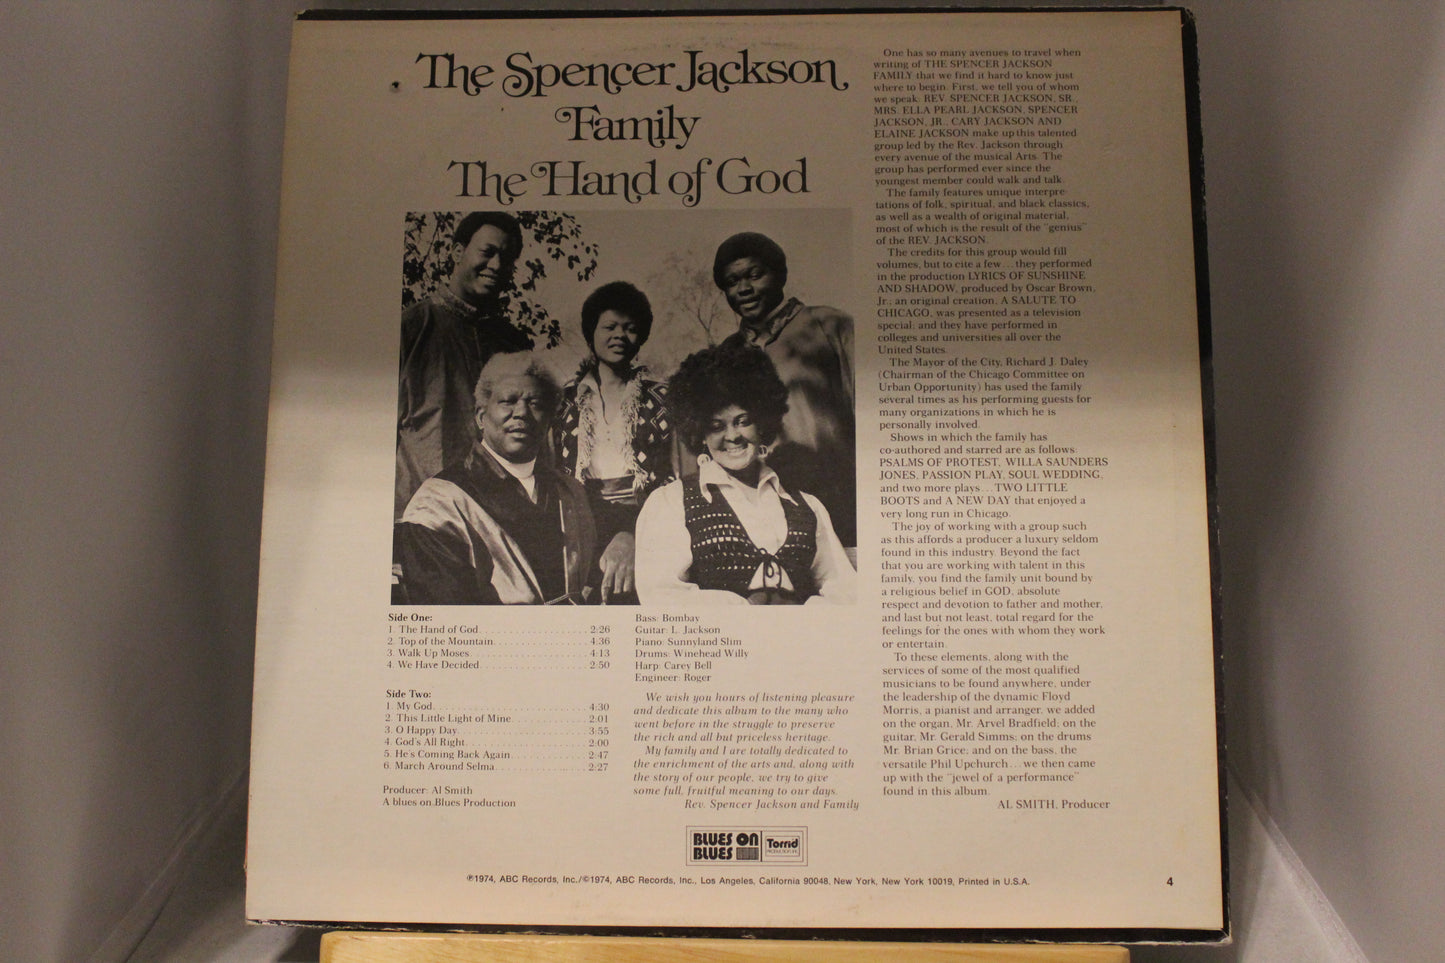 The Spencer Jackson
Family
The Hand of God
Side One:
1. The Hand of God. . . . . . . . . . . . . . . . . . . 2:26
2. Top of the Mountain. . . . . . . . . . . . . . . . 4:36
3. Walk Up Moses. . . . . . . . . . . . . . . . . . . . 4:13
4. We Have Decided. . . . . . . . . . . . . . . . . . 2:50
Side Two:
1. My God. . . . . . . . . . . . . . . . . . . . . . . . . . 4:30
2. This Little Light of Mine. . . . . . . . . . . . . 2:01
3. O Happy Day. . . . . . . . . . . . . . . . . . . . . . 3:55
4. God's All Right. . . . . . . . . . . . . . . . . . . . . 2:00
5. He's Coming Back Again. . . . . . . . . . . . . 2:47
6. March Around Selma. . . . . . . . . . . . . . . . 2:27
Producer: Al Smith
A blues on Blues Production
Bass: Bombay
Guitar: L. Jackson
Piano: Sunnyland Slim
Drums: Winehead Willy
Harp: Carey Bell
Engineer: Roger
We wish you hours of listening pleasure
and dedicate this album to the many who
went before in the struggle to preserve
the rich and all but priceless heritage.
My family and I are totally dedicated to
the enrichment of the arts and, along with
the story of our people, we try to give
some full, fruitful meaning to our days.
Rev. Spencer Jackson and Family
One has so many avenues to travel when
writing of THE SPENCER JACKSON
FAMILY that we find it hard to know just
where to begin. First, we tell you of whom
we speak: REV. SPENCER JACKSON, SR.,
MRS. ELLA PEARL JACKSON, SPENCER
JACKSON, JR., CARY JACKSON AND
ELAINE JACKSON make up this talented
group led by the Rev. Jackson through
every avenue of the musical Arts. The
group has performed ever since the
youngest member could walk and talk.
The family features unique interpre-
tations of folk, spiritual, and black classics,
as well as a wealth of original material,
most of which is the result of the "genius"
of the REV. JACKSON.
The credits for this group would fill
volumes, but to cite a few . . . they performed
in the production LYRICS OF SUNSHINE
AND SHADOW, produced by Oscar Brown,
Jr.; an original creation, A SALUTE TO
CHICAGO, was presented as a television
special; and they have performed in
colleges and universities all over the
United States.
The Mayor of the City, Richard J. Daley
(Chairman of the Chicago Committee on
Urban Opportunity) has used the family
several times as his performing guests for
many organizations in which he is
personally involved.
Shows in which the family has
co-authored and starred are as follows:
PSALMS OF PROTEST, WILLA SAUNDERS
JONES, PASSION PLAY, SOUL WEDDING,
and two more plays . . . TWO LITTLE
BOOTS and A NEW DAY that enjoyed a
very long run in Chicago.
The joy of working with a group such
as this affords a producer a luxury seldom
found in this industry. Beyond the fact
that you are working with talent in this
family, you find the family unit bound by
a religious belief in GOD, absolute
respect and devotion to father and mother,
and last but not least, total regard for the
feelings for the ones with whom they work
or entertain.
To these elements, along with the
services of some of the most qualified
musicians to be found anywhere, under
the leadership of the dynamic Floyd
Morris, a pianist and arranger, we added
on the organ, Mr. Arvel Bradfield; on the
guitar, Mr. Gerald Simms; on the drums
Mr. Brian Grice; and on the bass, the
versatile Phil Upchurch . . . we then came
up with the "jewel of a performance"
found in this album.
AL SMITH, Producer
BLUES ON
BLUES
Torrid
PRODUCTIONS, INC.
℗1974, ABC Records, Inc./©1974, ABC Records, Inc., Los Angeles, California 90048, New York, New York 10019, Printed in U.S.A.
4